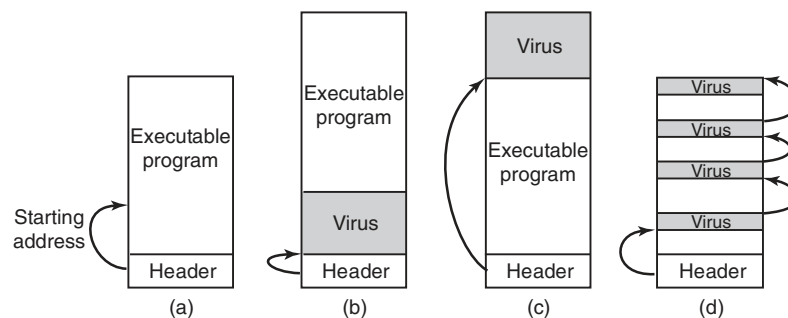 Executable
program
Starting
address
Header
(a)
Executable
program
Virus
Header
(b)
Virus
Executable
program
Header
(c)
Virus
Virus
Virus
Virus
Header
(d)